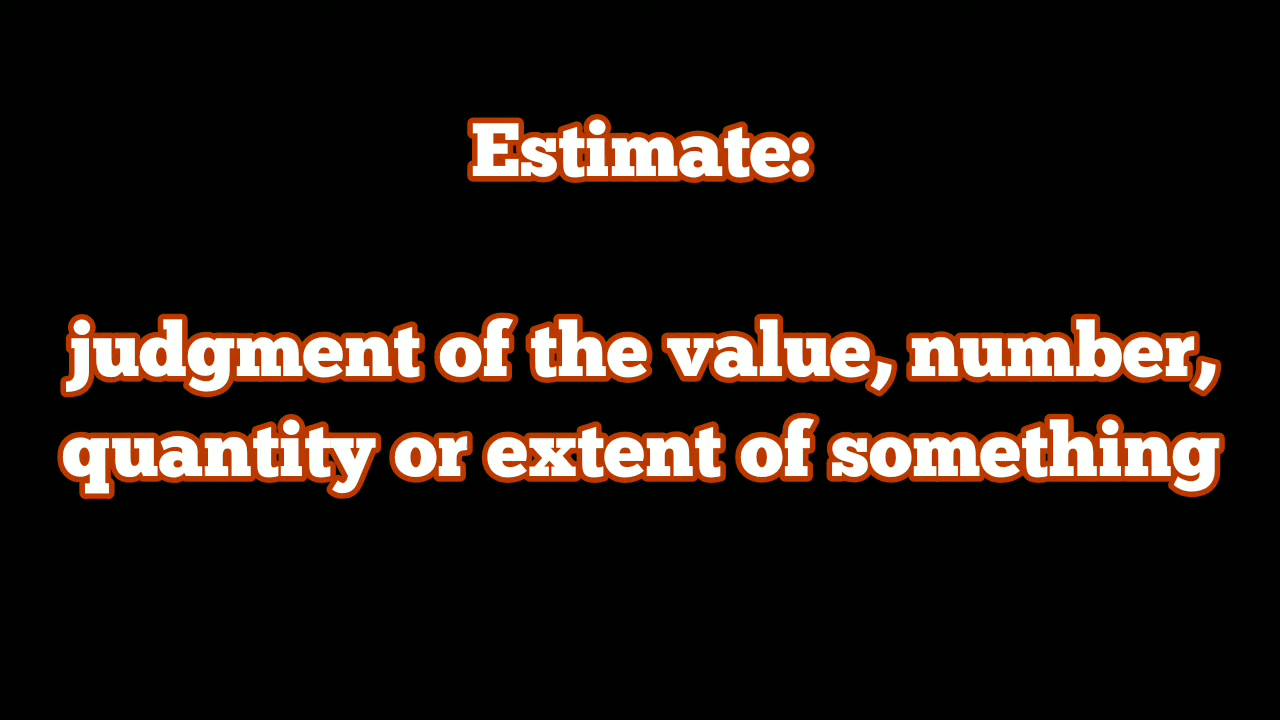 Estimate:
judgment of the value, number,
quantity or extent of something